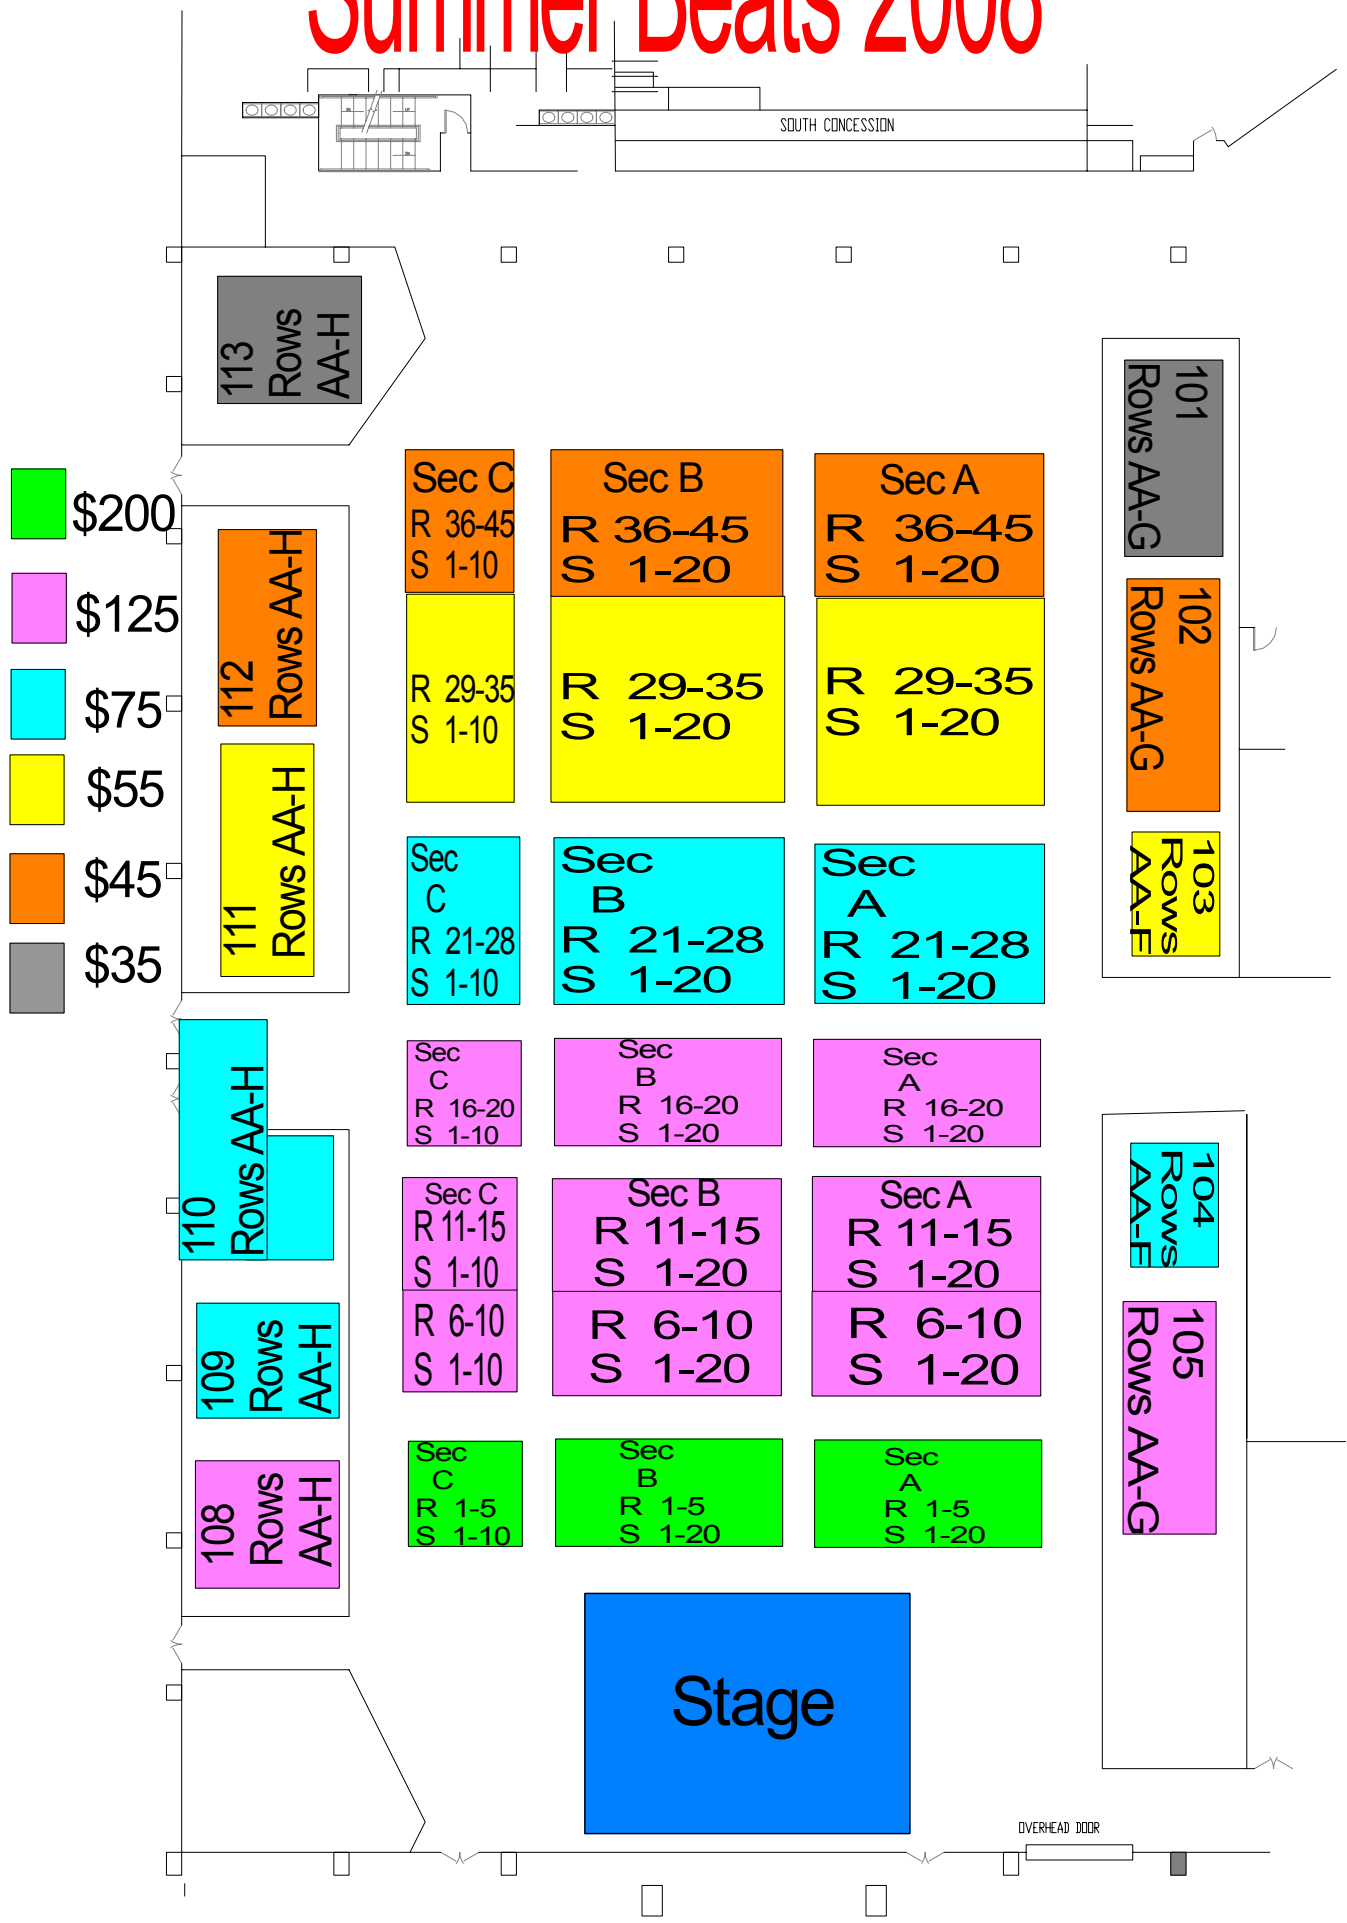 Summer Beats 2008
SOUTH CONCESSION
113
Rows
AA-H
101
Rows AA-G
$200
$125
$75
$55
$45
$35
112
Rows AA-H
111
Rows AA-H
Sec C
R 36-45
S 1-10
Sec B
R 36-45
S 1-20
Sec A
R 36-45
S 1-20
102
Rows AA-G
R 29-35
S 1-10
R 29-35
S 1-20
R 29-35
S 1-20
103
Rows
AA-F
Sec
C
R 21-28
S 1-10
Sec
B
R 21-28
S 1-20
Sec
A
R 21-28
S 1-20
110
Rows AA-H
Sec
C
R 16-20
S 1-10
Sec
B
R 16-20
S 1-20
Sec
A
R 16-20
S 1-20
104
Rows
AA-F
Sec C
R 11-15
S 1-10
Sec B
R 11-15
S 1-20
Sec A
R 11-15
S 1-20
109
Rows
AA-H
R 6-10
S 1-10
R 6-10
S 1-20
R 6-10
S 1-20
105
Rows AA-G
108
Rows
AA-H
Sec
C
R 1-5
S 1-10
Sec
B
R 1-5
S 1-20
Sec
A
R 1-5
S 1-20
Stage
OVERHEAD DOOR